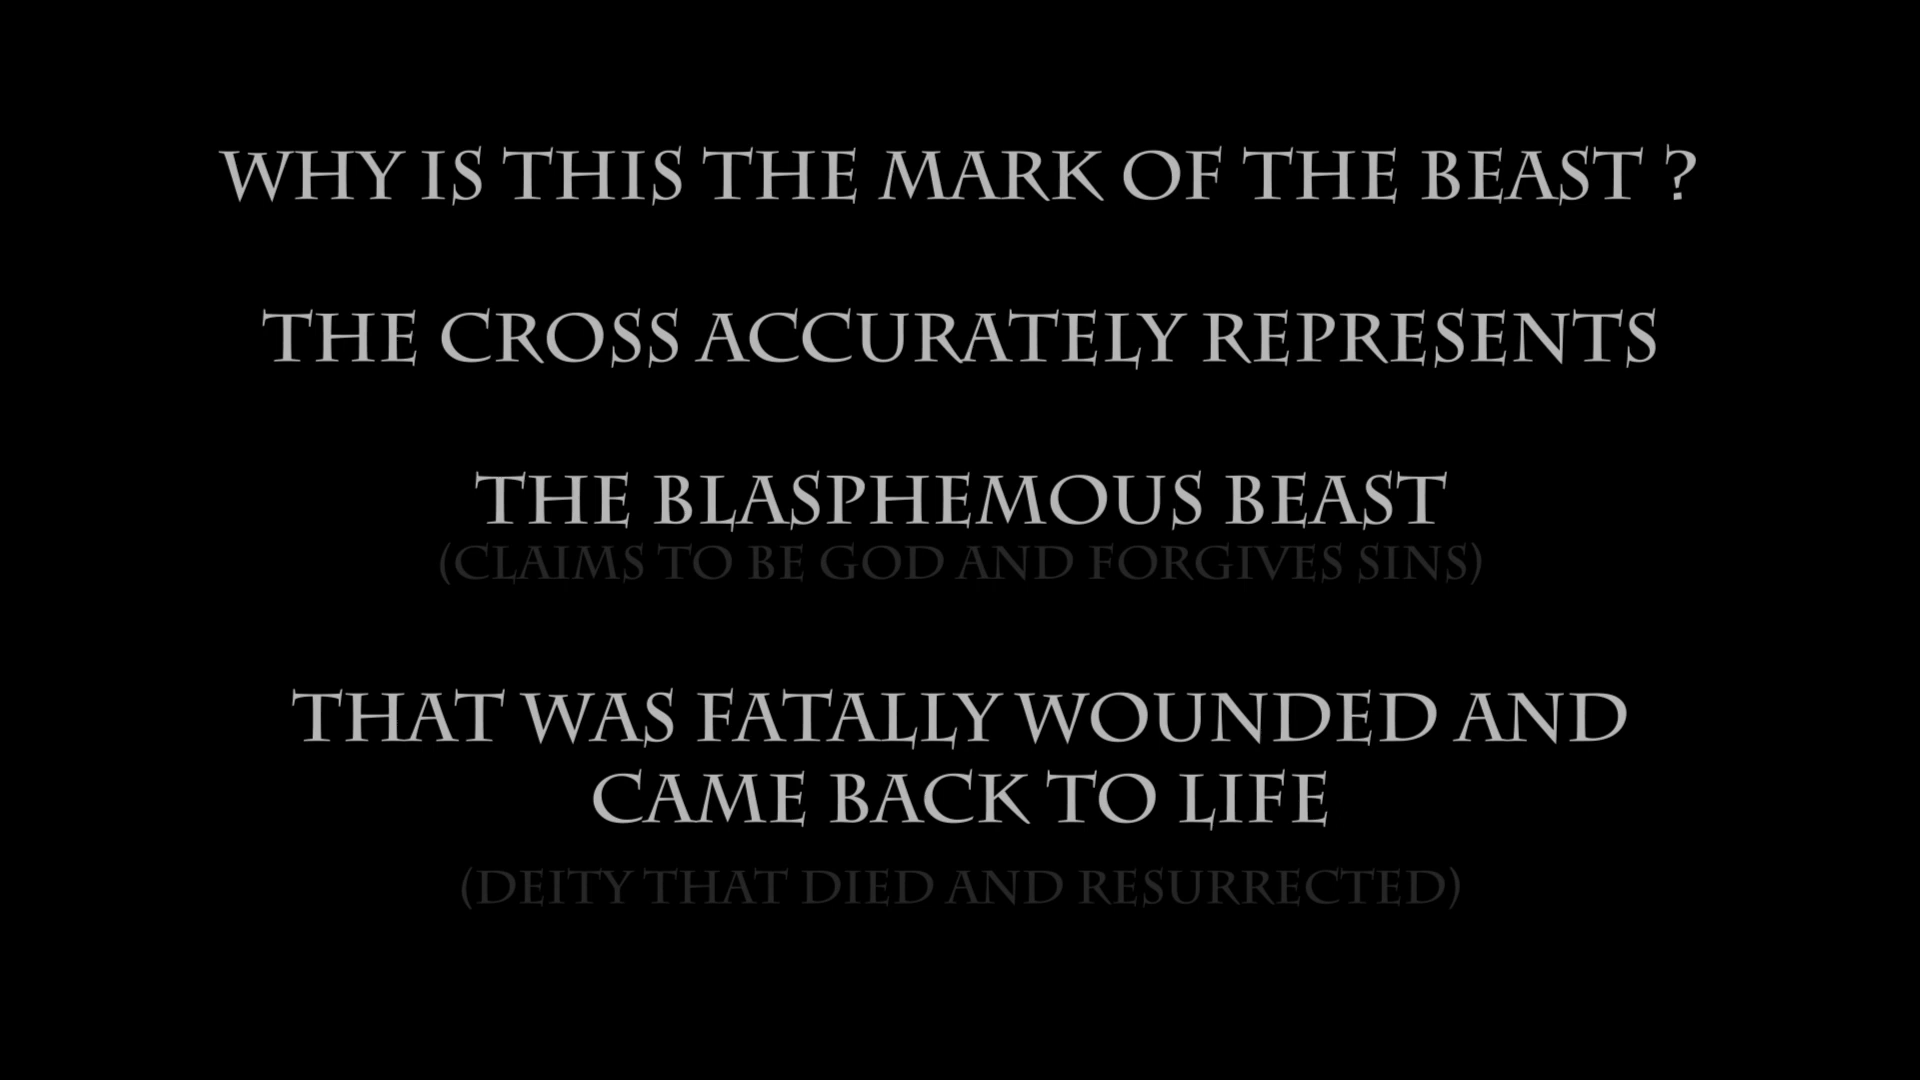 WHY IS THIS THE MARK OF THE BEAST ?
THE CROSS ACCURATELY REPRESENTS
THE BLASPHEMOUS BEAST
(CLAIMS TO BE GOD AND FORGIVES SINS)
THAT WAS FATALLY WOUNDED AND
CAME BACK TO LIFE
(DEITY THAT DIED AND RESURRECTED)